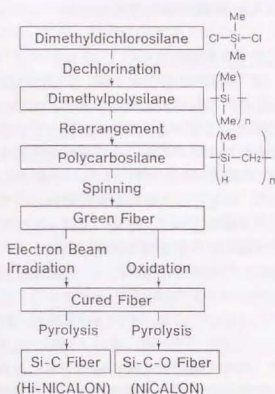 Dimethyldichlorosilane
Me
Cl-Si-Cl
Me
Dechlorination
Dimethylpolysilane
Me
Si
Me n
Rearrangement
Polycarbosilane
Me
Si-CH2
H n
Spinning
Green Fiber
Electron Beam
Irradiation Oxidation
Cured Fiber
Pyrolysis Pyrolysis
Si-C Fiber Si-C-O Fiber
(Hi-NICALON) (NICALON)